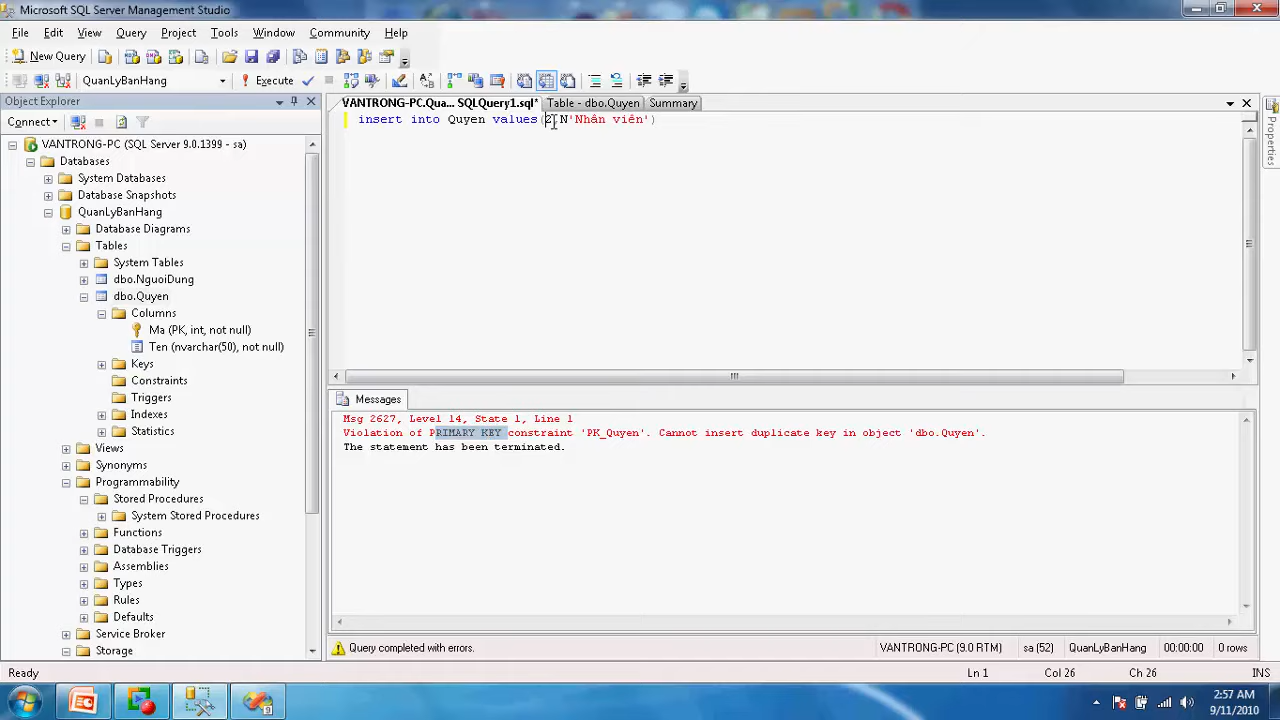 Microsoft SQL Server Management Studio
File Edit View Query Project Tools Window Community Help
New Query
QuanLyBanHang Execute
Object Explorer
VANTRONG-PC.Qua... SQLQuery1.sql* Table - dbo.Quyen Summary
Connect
insert into Quyen values(2,N'Nhân viên')
VANTRONG-PC (SQL Server 9.0.1399 - sa)
Databases
System Databases
Database Snapshots
QuanLyBanHang
Database Diagrams
Tables
System Tables
dbo.NguoiDung
dbo.Quyen
Columns
Ma (PK, int, not null)
Ten (nvarchar(50), not null)
Keys
Constraints
Triggers
Indexes
Statistics
Views
Synonyms
Programmability
Stored Procedures
System Stored Procedures
Functions
Database Triggers
Assemblies
Types
Rules
Defaults
Service Broker
Storage
Properties
Messages
Msg 2627, Level 14, State 1, Line 1
Violation of PRIMARY KEY constraint 'PK_Quyen'. Cannot insert duplicate key in object 'dbo.Quyen'.
The statement has been terminated.
Query completed with errors. VANTRONG-PC (9.0 RTM) sa (52) QuanLyBanHang 00:00:00 0 rows
Ready Ln 1 Col 26 Ch 26 INS
2:57 AM
9/11/2010